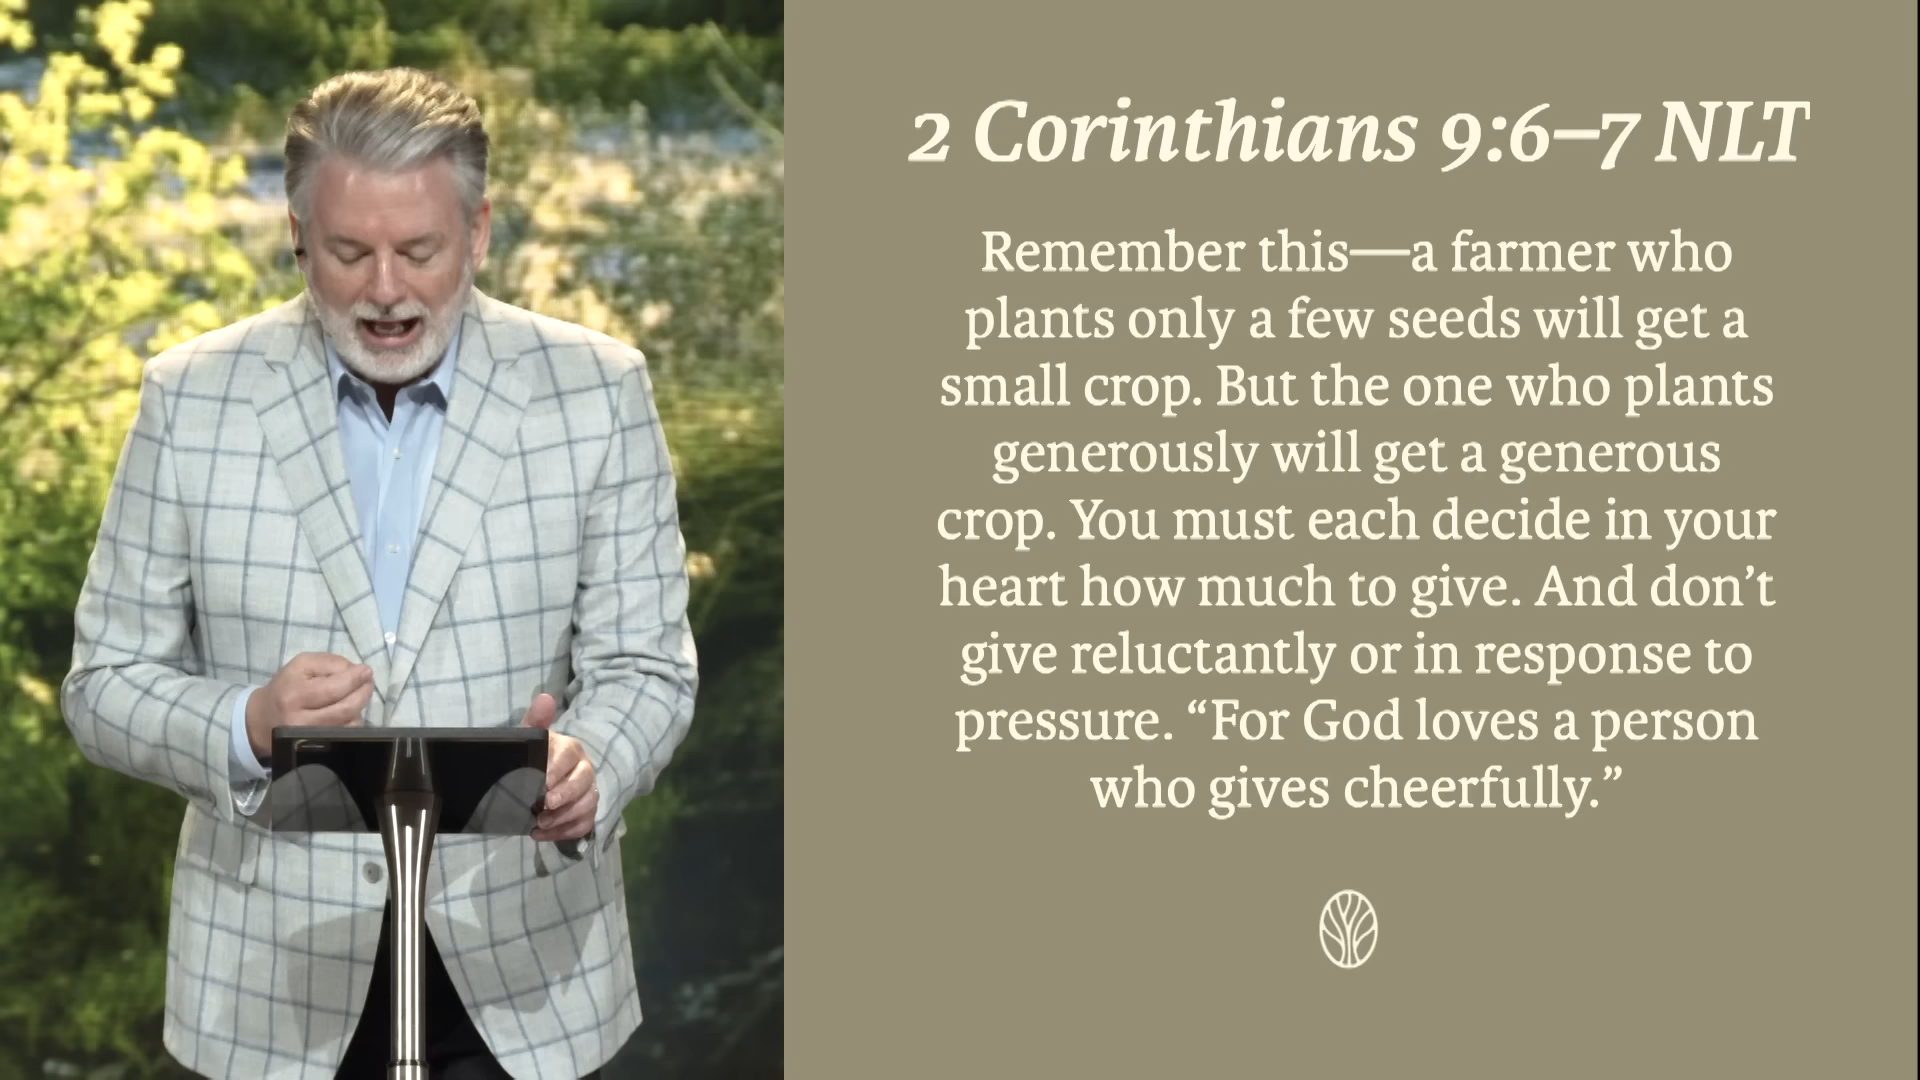 2 Corinthians 9:6–7 NLT
Remember this—a farmer who
plants only a few seeds will get a
small crop. But the one who plants
generously will get a generous
crop. You must each decide in your
heart how much to give. And don’t
give reluctantly or in response to
pressure. “For God loves a person
who gives cheerfully.”